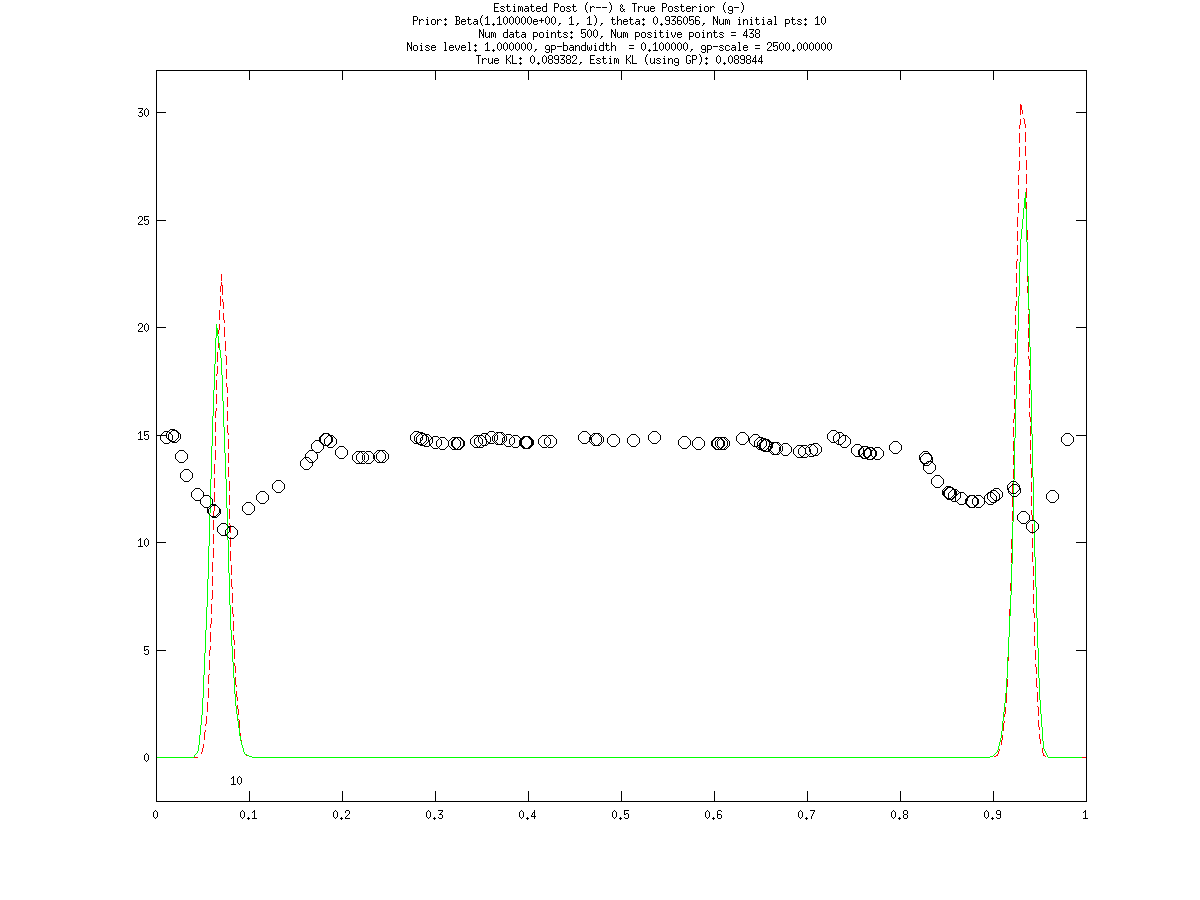 Estimated Post (r--) & True Posterior (g-)
Prior: Beta(1.100000e+00, 1, 1), theta: 0.936056, Num initial pts: 10
Num data points: 500, Num positive points = 438
Noise level: 1.000000, gp-bandwidth  = 0.100000, gp-scale = 2500.000000
True KL: 0.089382, Estim KL (using GP): 0.089844
30
25
20
15
10
5
0
10
0 0.1 0.2 0.3 0.4 0.5 0.6 0.7 0.8 0.9 1